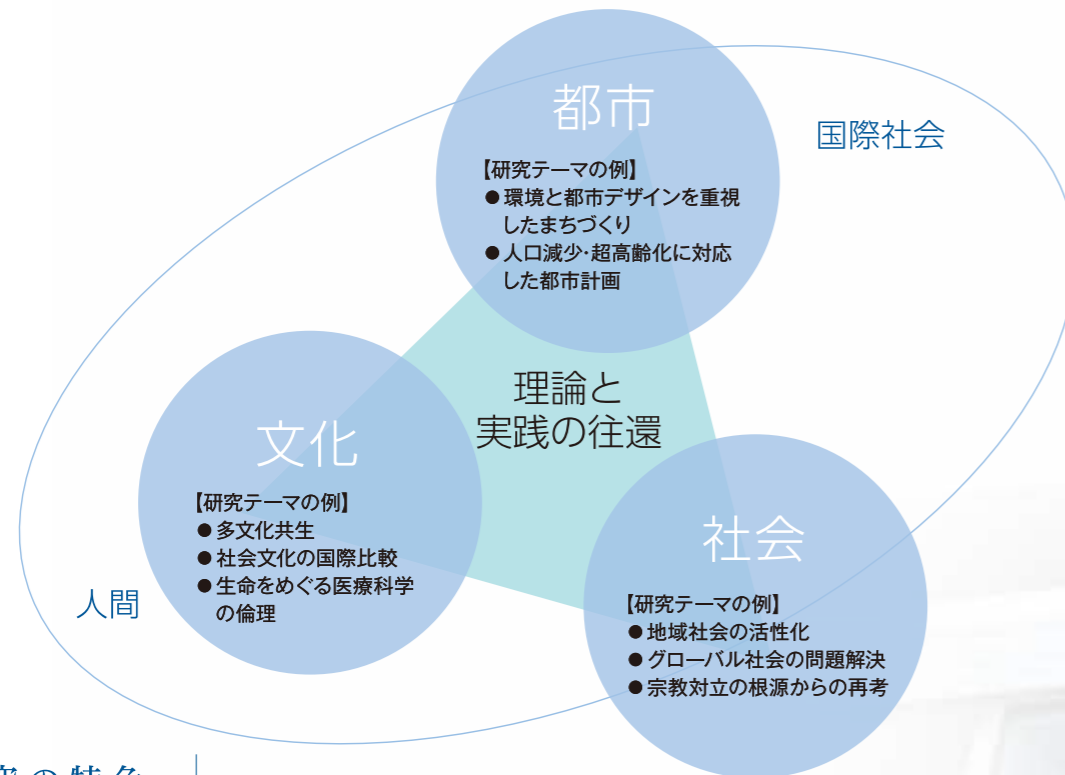 都市
【研究テーマの例】
●環境と都市デザインを重視
したまちづくり
●人口減少・超高齢化に対応
した都市計画
国際社会
理論と
実践の往還
文化
【研究テーマの例】
●多文化共生
●社会文化の国際比較
●生命をめぐる医療科学
の倫理
人間
社会
【研究テーマの例】
●地域社会の活性化
●グローバル社会の問題解決
●宗教対立の根源からの再考
の特色